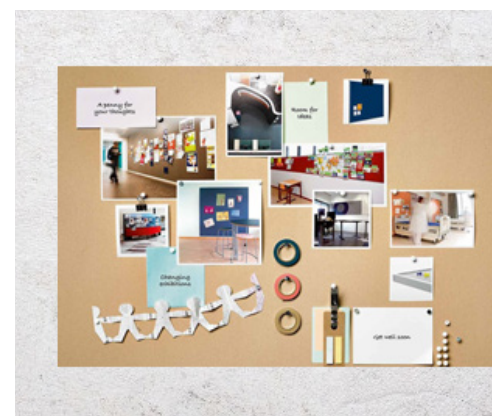 A penny for
your thoughts
Room for
ideas
Changing
exhibitions
Get well soon